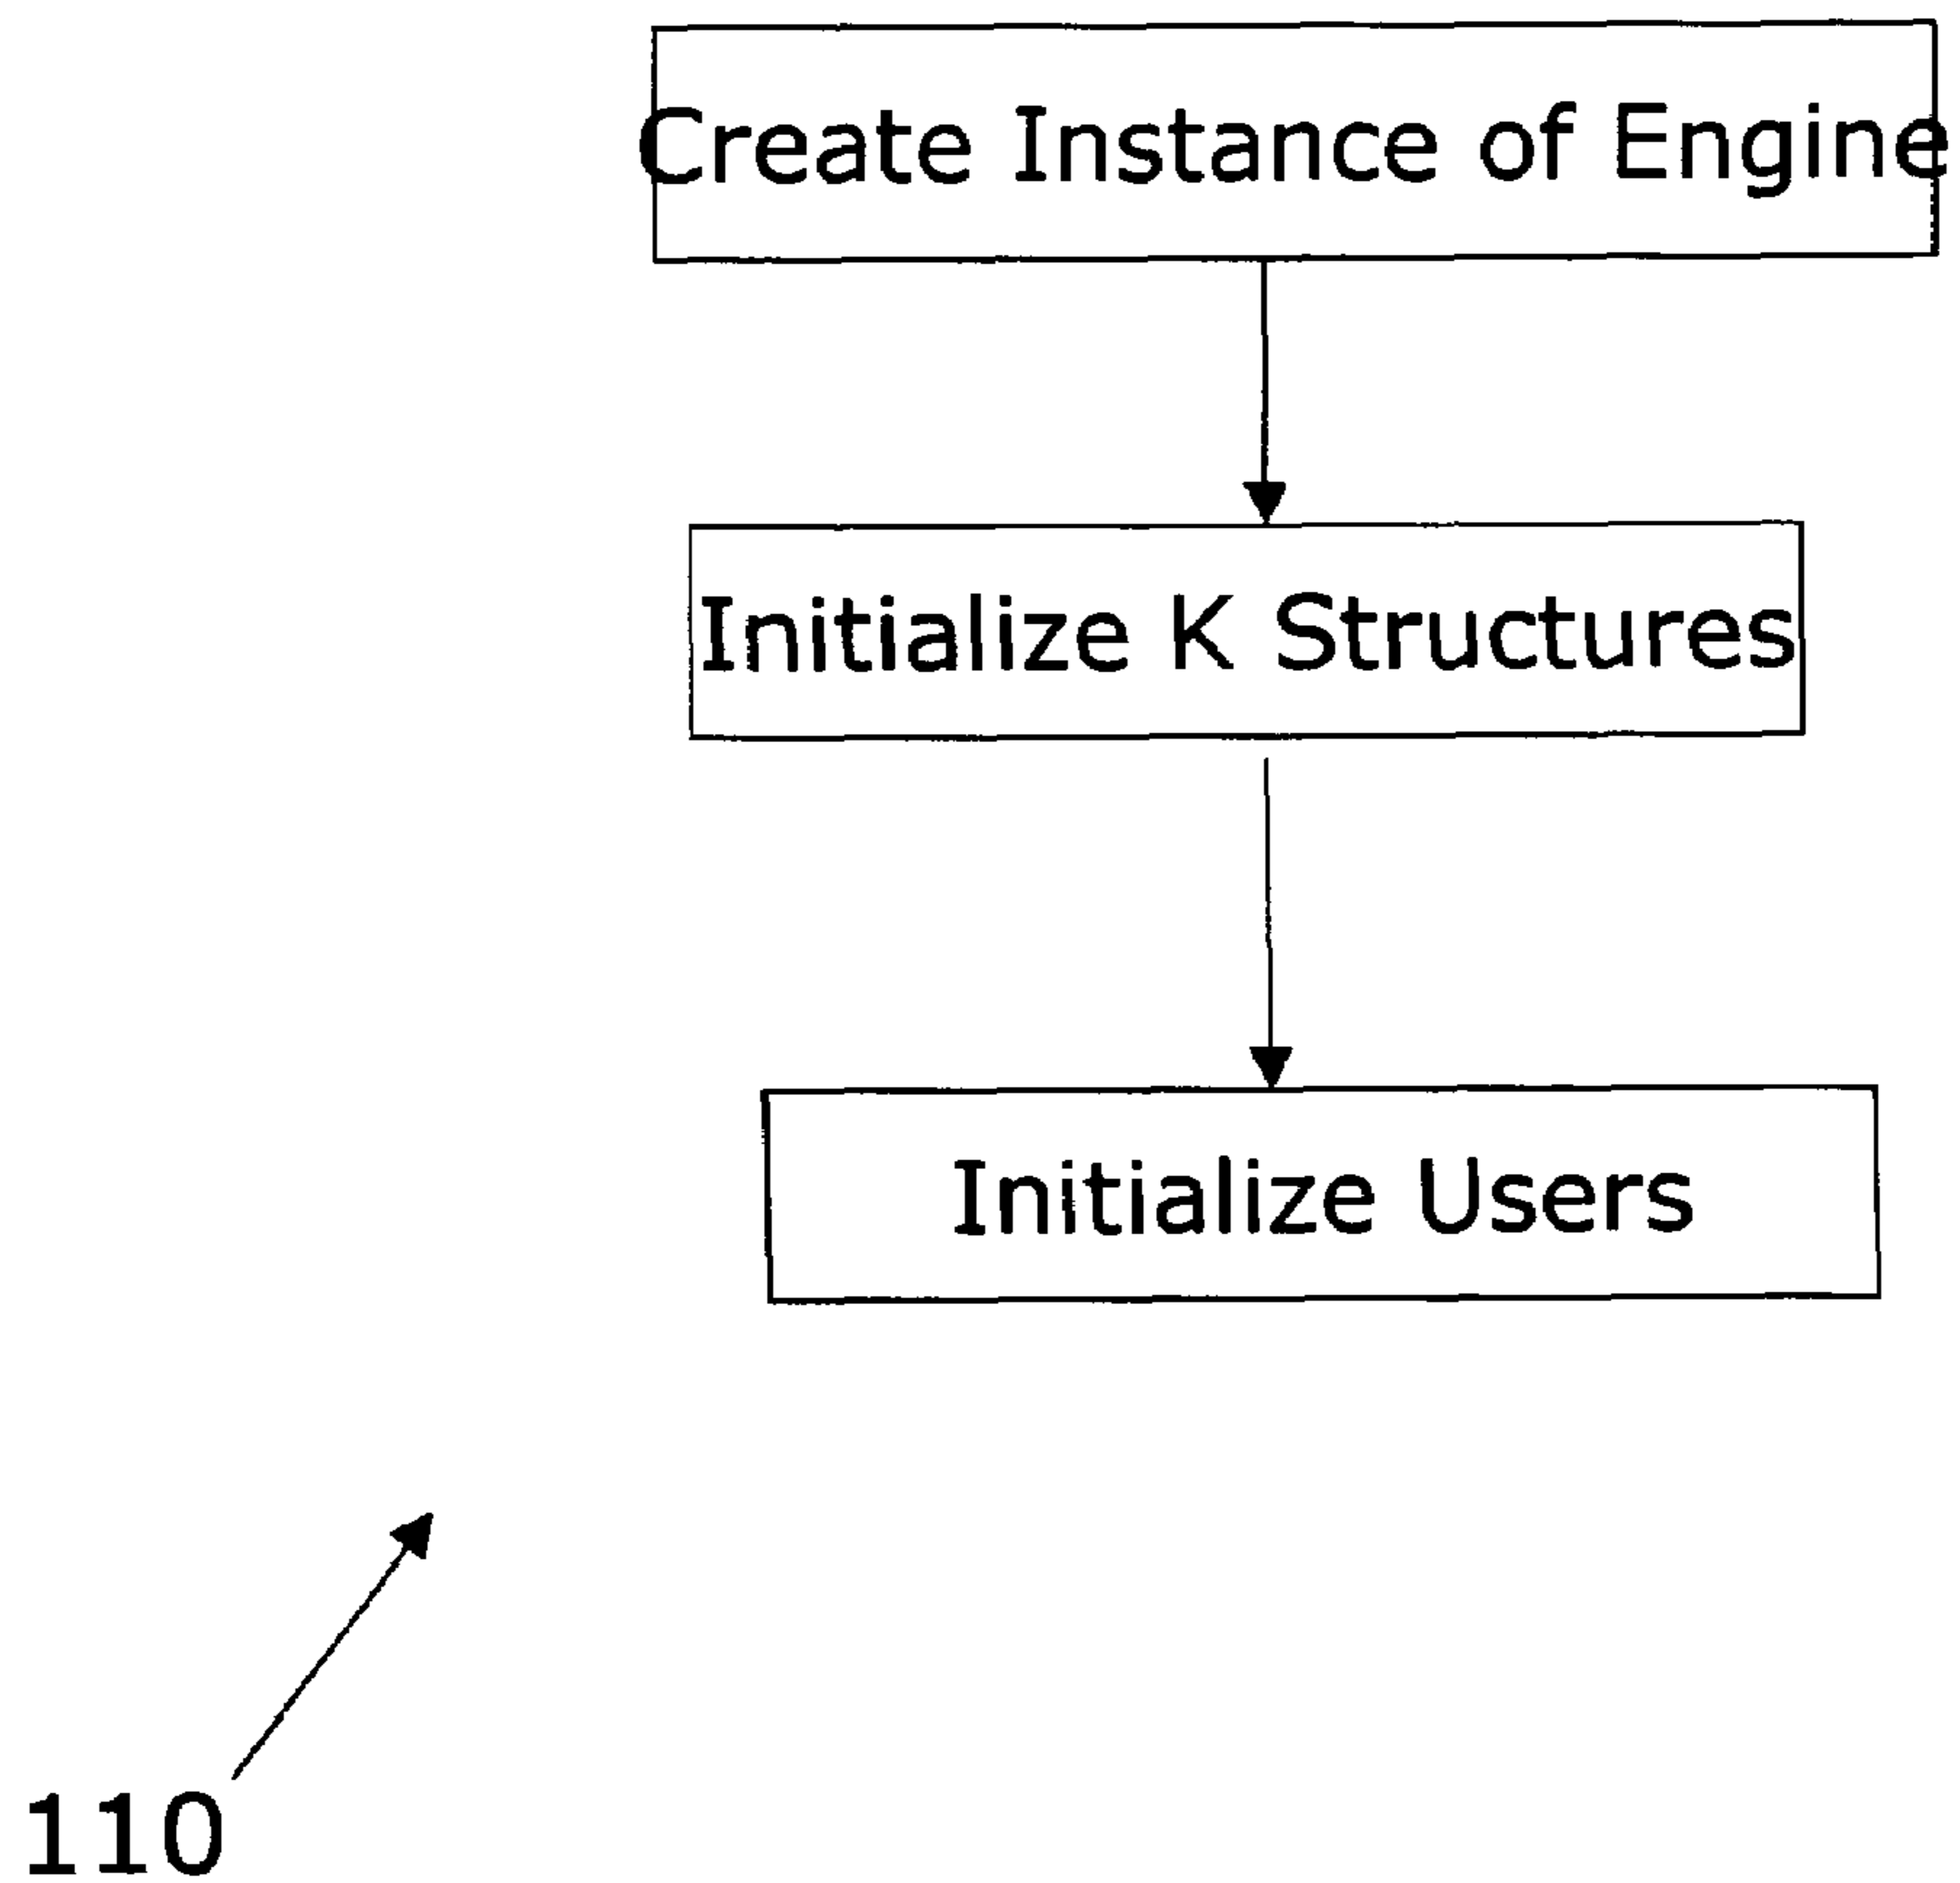 Create Instance of Engine
Initialize K Structures
Initialize Users
110